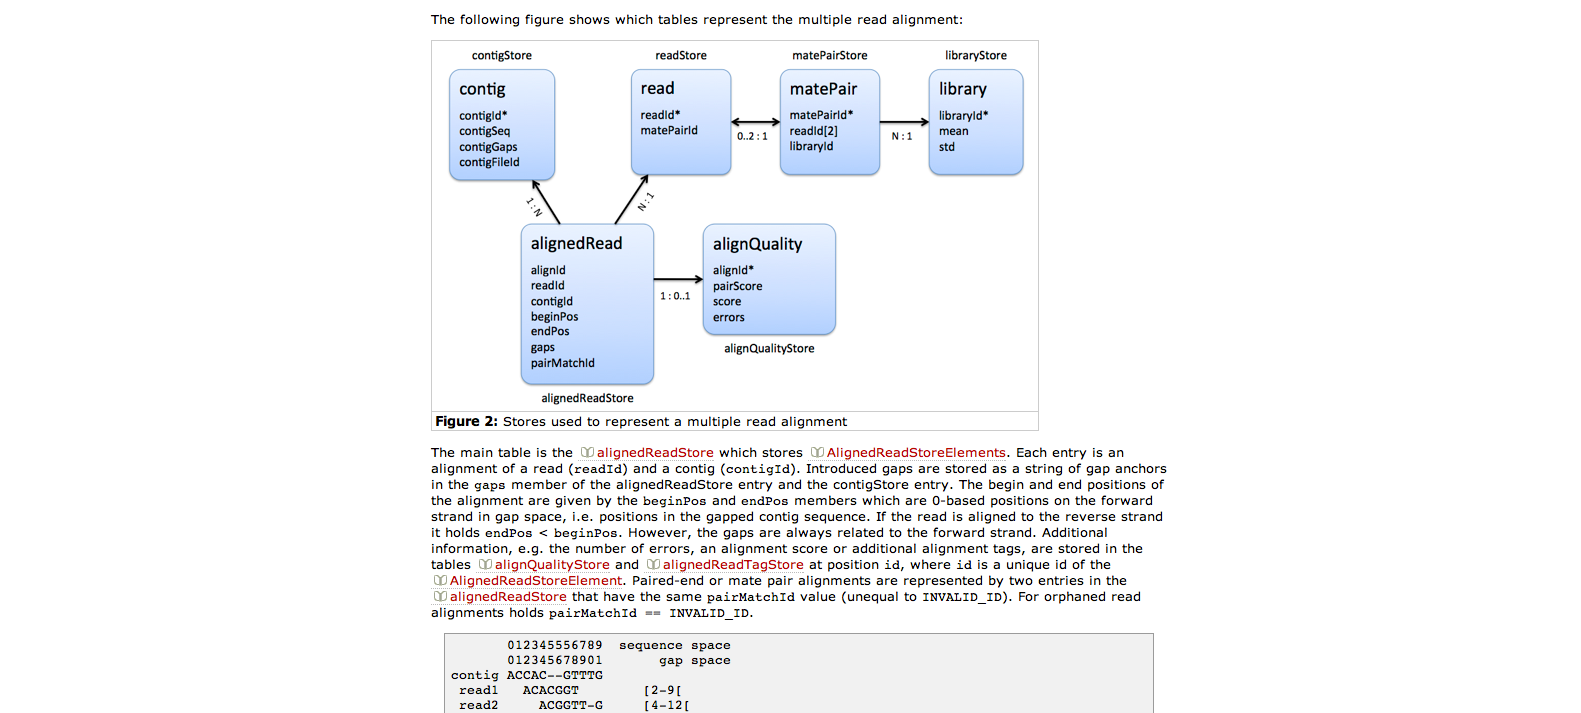 The following figure shows which tables represent the multiple read alignment:
contigStore
readStore
matePairStore
libraryStore
contig
contigId*
contigSeq
contigGaps
contigFileId
read
readId*
matePairId
0..2 : 1
matePair
matePairId*
readId[2]
libraryId
N : 1
library
libraryId*
mean
std
1 : N
N : 1
alignedRead
alignId
readId
contigId
beginPos
endPos
gaps
pairMatchId
1 : 0..1
alignQuality
alignId*
pairScore
score
errors
alignQualityStore
alignedReadStore
Figure 2: Stores used to represent a multiple read alignment
The main table is the alignedReadStore which stores AlignedReadStoreElements. Each entry is an
alignment of a read (readId) and a contig (contigId). Introduced gaps are stored as a string of gap anchors
in the gaps member of the alignedReadStore entry and the contigStore entry. The begin and end positions of
the alignment are given by the beginPos and endPos members which are 0-based positions on the forward
strand in gap space, i.e. positions in the gapped contig sequence. If the read is aligned to the reverse strand
it holds endPos < beginPos. However, the gaps are always related to the forward strand. Additional
information, e.g. the number of errors, an alignment score or additional alignment tags, are stored in the
tables alignQualityStore and alignedReadTagStore at position id, where id is a unique id of the
AlignedReadStoreElement. Paired-end or mate pair alignments are represented by two entries in the
alignedReadStore that have the same pairMatchId value (unequal to INVALID_ID). For orphaned read
alignments holds pairMatchId == INVALID_ID.
012345556789 sequence space
012345678901 gap space
contig ACCAC--GTTTG
read1 ACACGGT [2-9[
read2 ACGGTT-G [4-12[